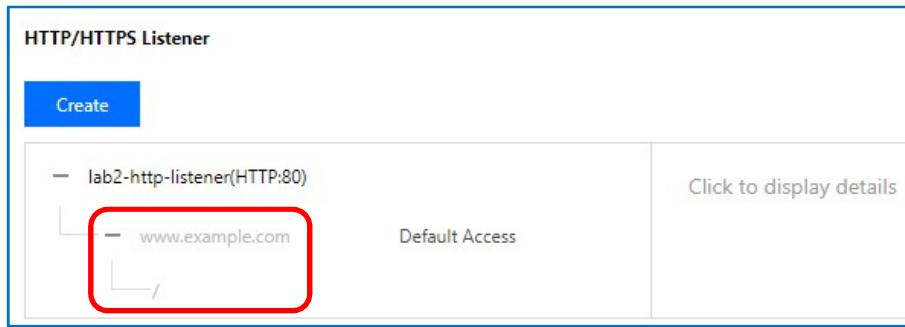 HTTP/HTTPS Listener
Create
lab2-http-listener(HTTP:80)
Click to display details
www.example.com Default Access
/